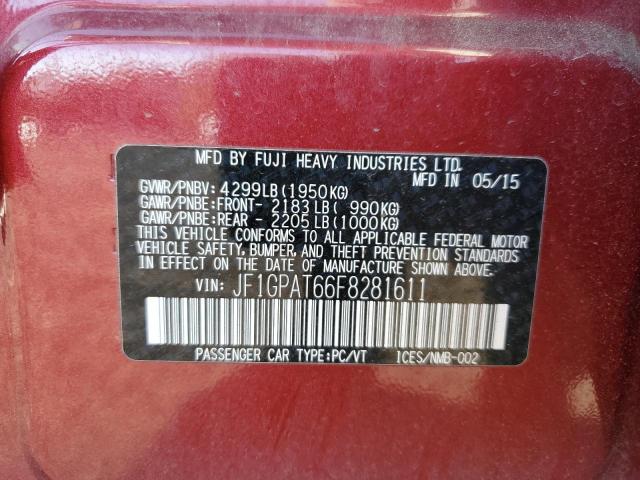 MFD BY FUJI HEAVY INDUSTRIES LTD.
MFD IN 05/15
GVWR/PNBV: 4299LB(1950KG)
GAWR/PNBE:FRONT- 2183LB( 990KG)
GAWR/PNBE:REAR - 2205LB(1000KG)
THIS VEHICLE CONFORMS TO ALL APPLICABLE FEDERAL MOTOR
VEHICLE SAFETY, BUMPER, AND THEFT PREVENTION STANDARDS
IN EFFECT ON THE DATE OF MANUFACTURE SHOWN ABOVE.
VIN: JF1GPAT66F8281611
PASSENGER CAR TYPE:PC/VT ICES/NMB-002